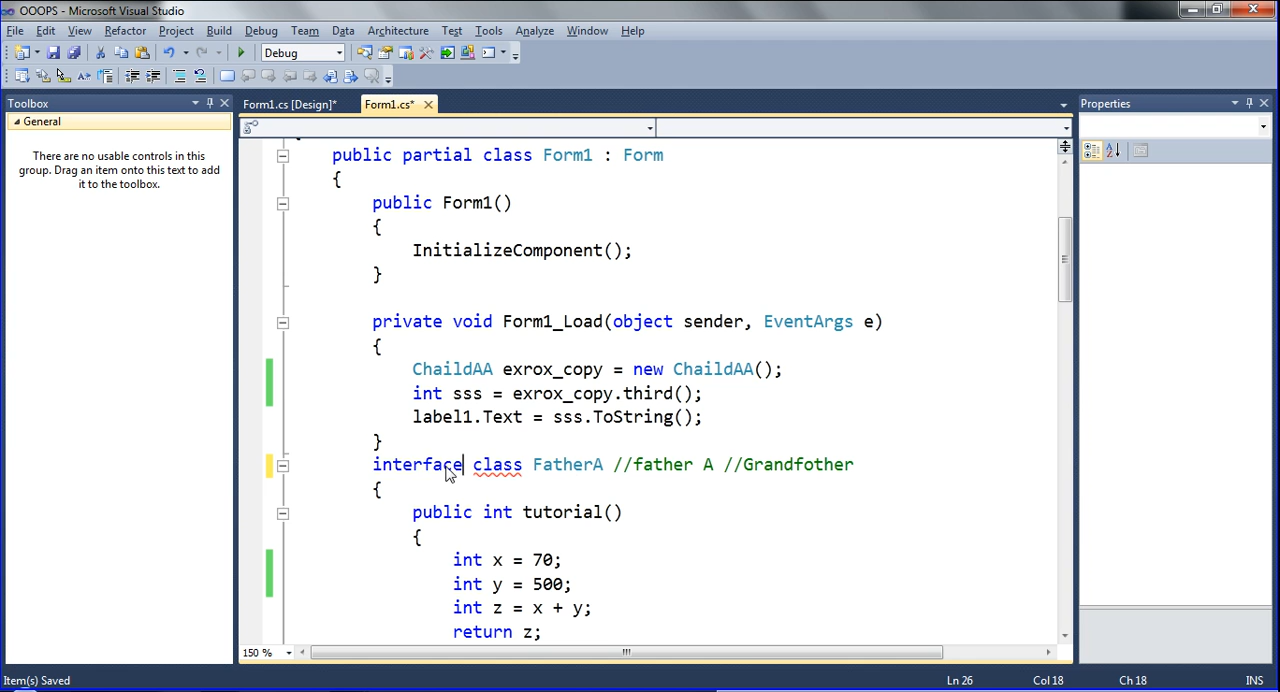 OOOPS - Microsoft Visual Studio
File Edit View Refactor Project Build Debug Team Data Format Architecture Test Tools Analyze Window Help
Debug
Toolbox
Form1.cs [Design]*
Form1.cs*
Properties
General
There are no usable controls in this
group. Drag an item onto this text to add
it to the toolbox.
public partial class Form1 : Form
{
public Form1()
{
InitializeComponent();
}
private void Form1_Load(object sender, EventArgs e)
{
ChaildAA exrox_copy = new ChaildAA();
int sss = exrox_copy.third();
label1.Text = sss.ToString();
}
interface class FatherA //father A //Grandfother
{
public int tutorial()
{
int x = 70;
int y = 500;
int z = x + y;
return z;
150 %
Item(s) Saved
Ln 26
Col 18
Ch 18
INS